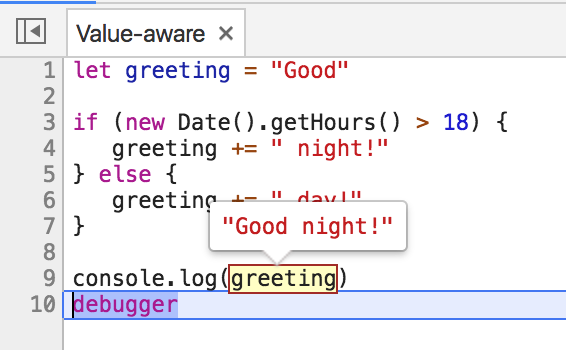 Value-aware ×
1 let greeting = "Good"
2
3 if (new Date().getHours() > 18) {
4 greeting += " night!"
5 } else {
6 greeting += " day!"
7 }
"Good night!"
8
9 console.log(greeting)
10 debugger